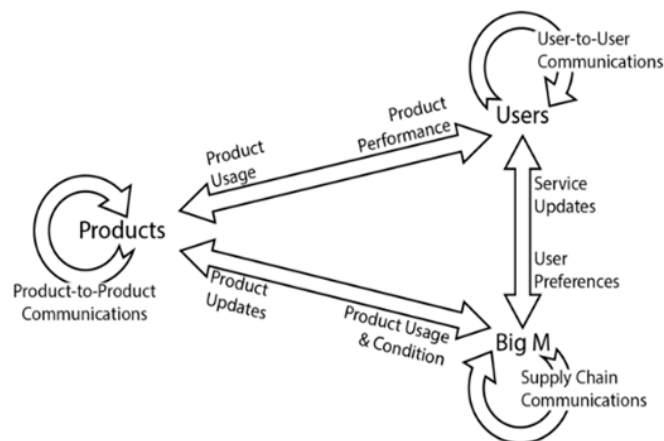 User-to-User
Communications
Users
Product
Performance
Product
Usage
Service
Updates
Products
User
Preferences
Product-to-Product
Communications
Product
Updates
Product Usage
& Condition
Big M
Supply Chain
Communications